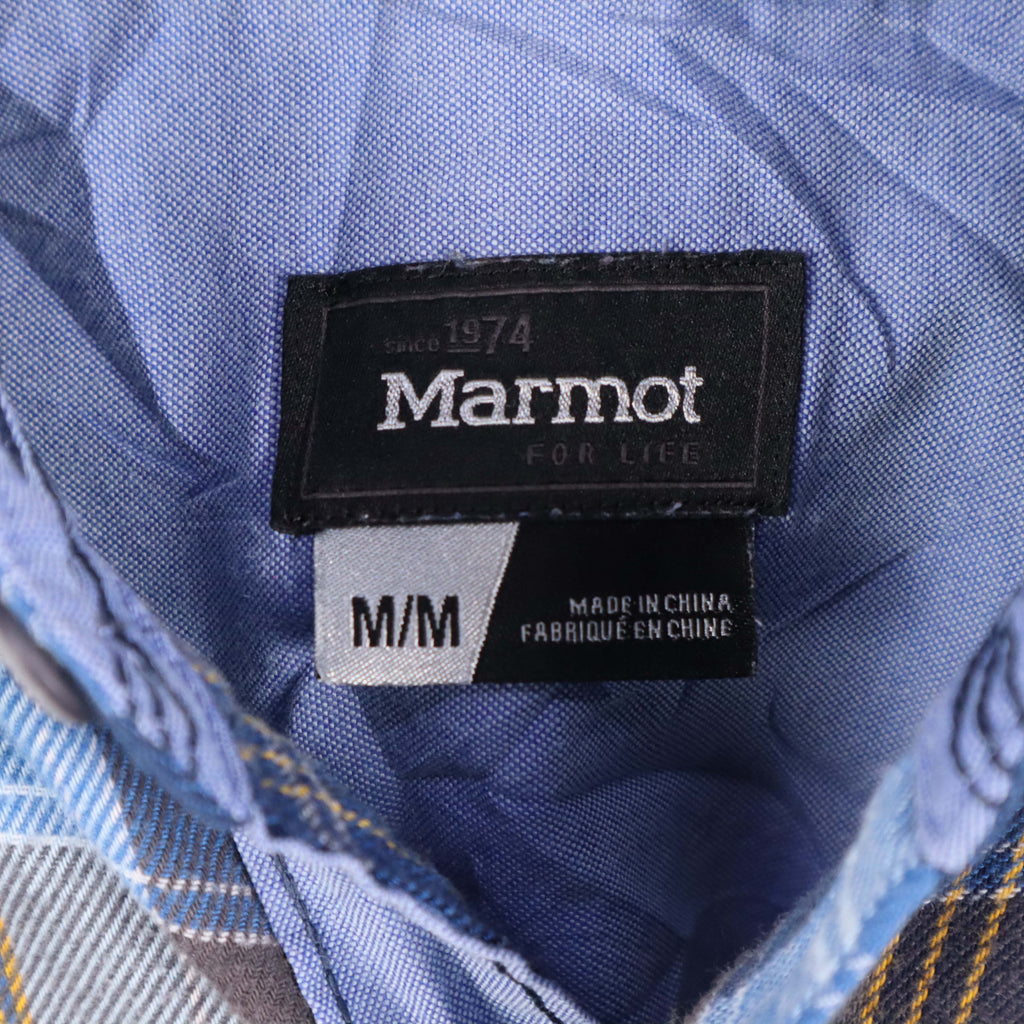 since 1974
Marmot
FOR LIFE
M/M
MADE IN CHINA
FABRIQUÉ EN CHINE